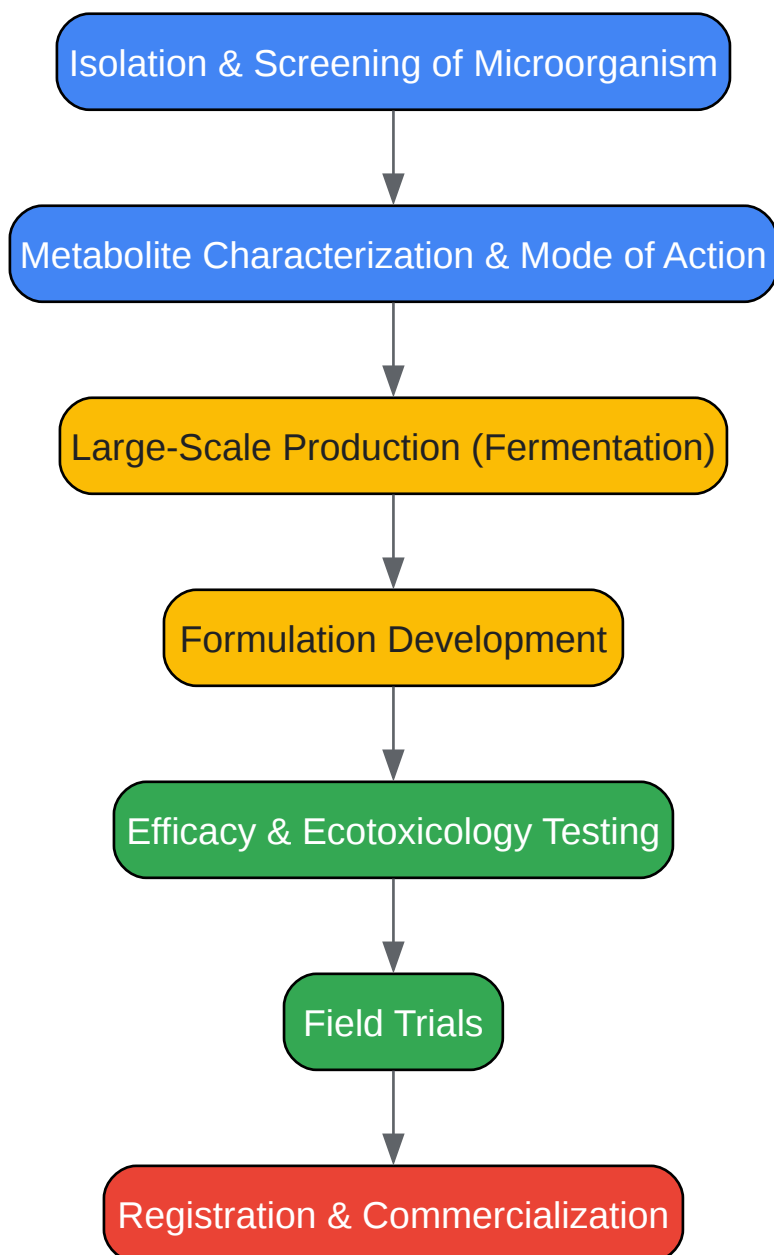 Isolation & Screening of Microorganism
Metabolite Characterization & Mode of Action
Large-Scale Production (Fermentation)
Formulation Development
Efficacy & Ecotoxicology Testing
Field Trials
Registration & Commercialization